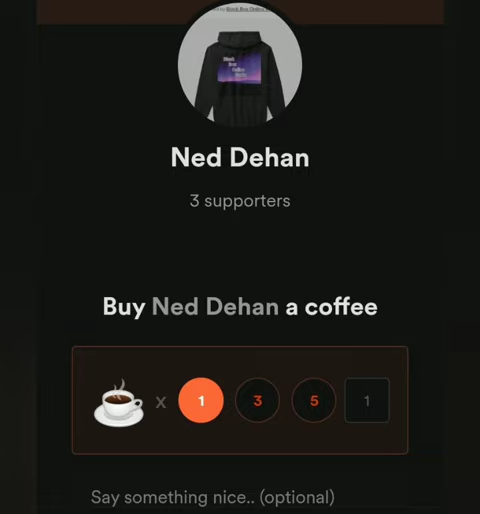 Ned Dehan
3 supporters
Buy Ned Dehan a coffee
x 1 3 5 1
Say something nice.. (optional)